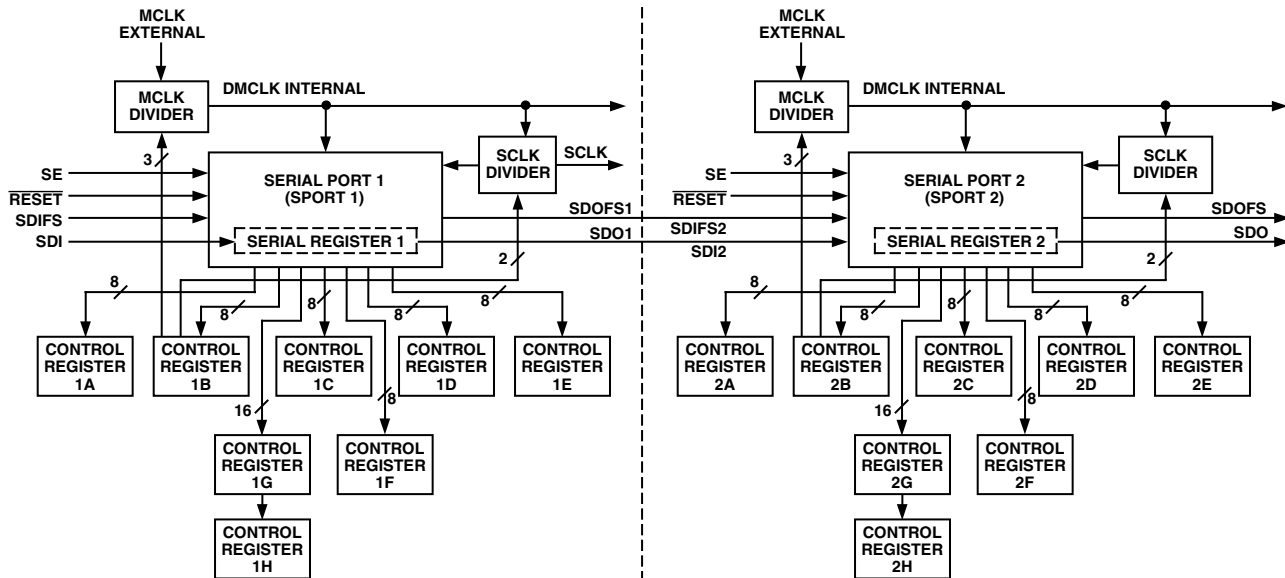 MCLK
EXTERNAL
MCLK
DIVIDER
DMCLK INTERNAL
3
SE
RESET
SDIFS
SDI
SERIAL PORT 1
(SPORT 1)
SERIAL REGISTER 1
SCLK
DIVIDER
SCLK
SDOFS1
SDO1
SDIFS2
SDI2
2
8
8
8
8
8
CONTROL
REGISTER
1A
CONTROL
REGISTER
1B
CONTROL
REGISTER
1C
CONTROL
REGISTER
1D
CONTROL
REGISTER
1E
16
8
CONTROL
REGISTER
1G
CONTROL
REGISTER
1F
CONTROL
REGISTER
1H
MCLK
EXTERNAL
MCLK
DIVIDER
DMCLK INTERNAL
3
SE
RESET
SERIAL PORT 2
(SPORT 2)
SERIAL REGISTER 2
SCLK
DIVIDER
SDOFS
SDO
2
8
8
8
8
8
CONTROL
REGISTER
2A
CONTROL
REGISTER
2B
CONTROL
REGISTER
2C
CONTROL
REGISTER
2D
CONTROL
REGISTER
2E
16
8
CONTROL
REGISTER
2G
CONTROL
REGISTER
2F
CONTROL
REGISTER
2H